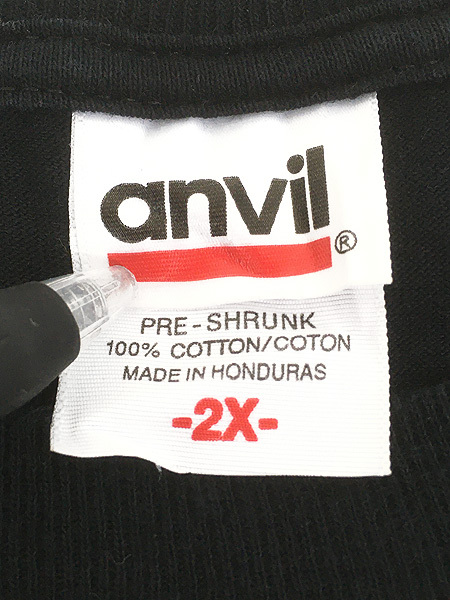 anvil
®
PRE-SHRUNK
100% COTTON/COTON
MADE IN HONDURAS
-2X-